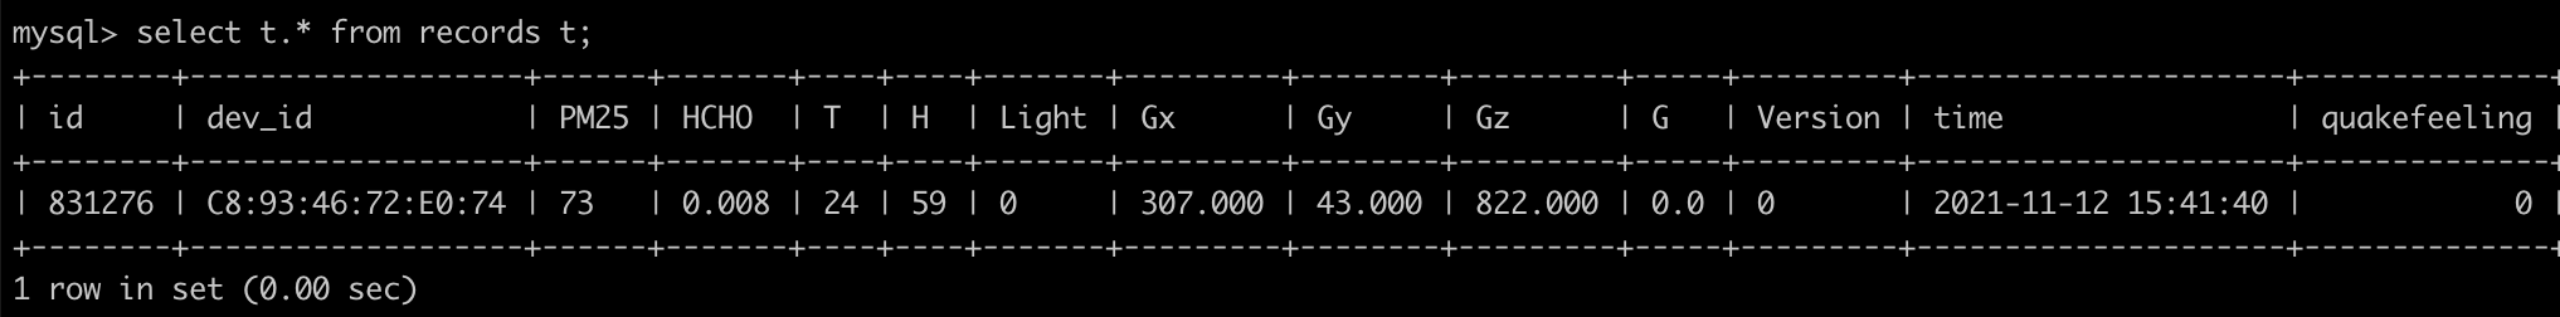 mysql> select t.* from records t;
+--------+-------------------+------+-------+----+----+-------+---------+--------+---------+-----+---------+---------------------+--------------+
| id     | dev_id            | PM25 | HCHO  | T  | H  | Light | Gx      | Gy     | Gz      | G   | Version | time                | quakefeeling |
+--------+-------------------+------+-------+----+----+-------+---------+--------+---------+-----+---------+---------------------+--------------+
| 831276 | C8:93:46:72:E0:74 | 73   | 0.008 | 24 | 59 | 0     | 307.000 | 43.000 | 822.000 | 0.0 | 0       | 2021-11-12 15:41:40 |            0 |
+--------+-------------------+------+-------+----+----+-------+---------+--------+---------+-----+---------+---------------------+--------------+
1 row in set (0.00 sec)